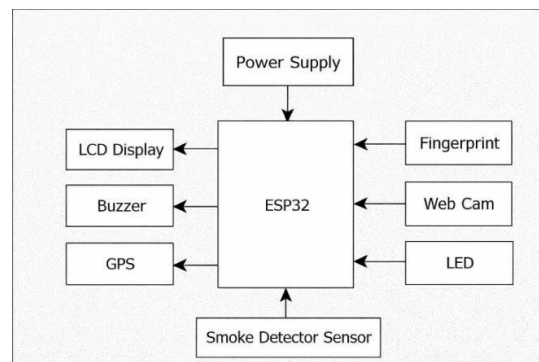 Power Supply
LCD Display
Fingerprint
Buzzer
ESP32
Web Cam
GPS
LED
Smoke Detector Sensor